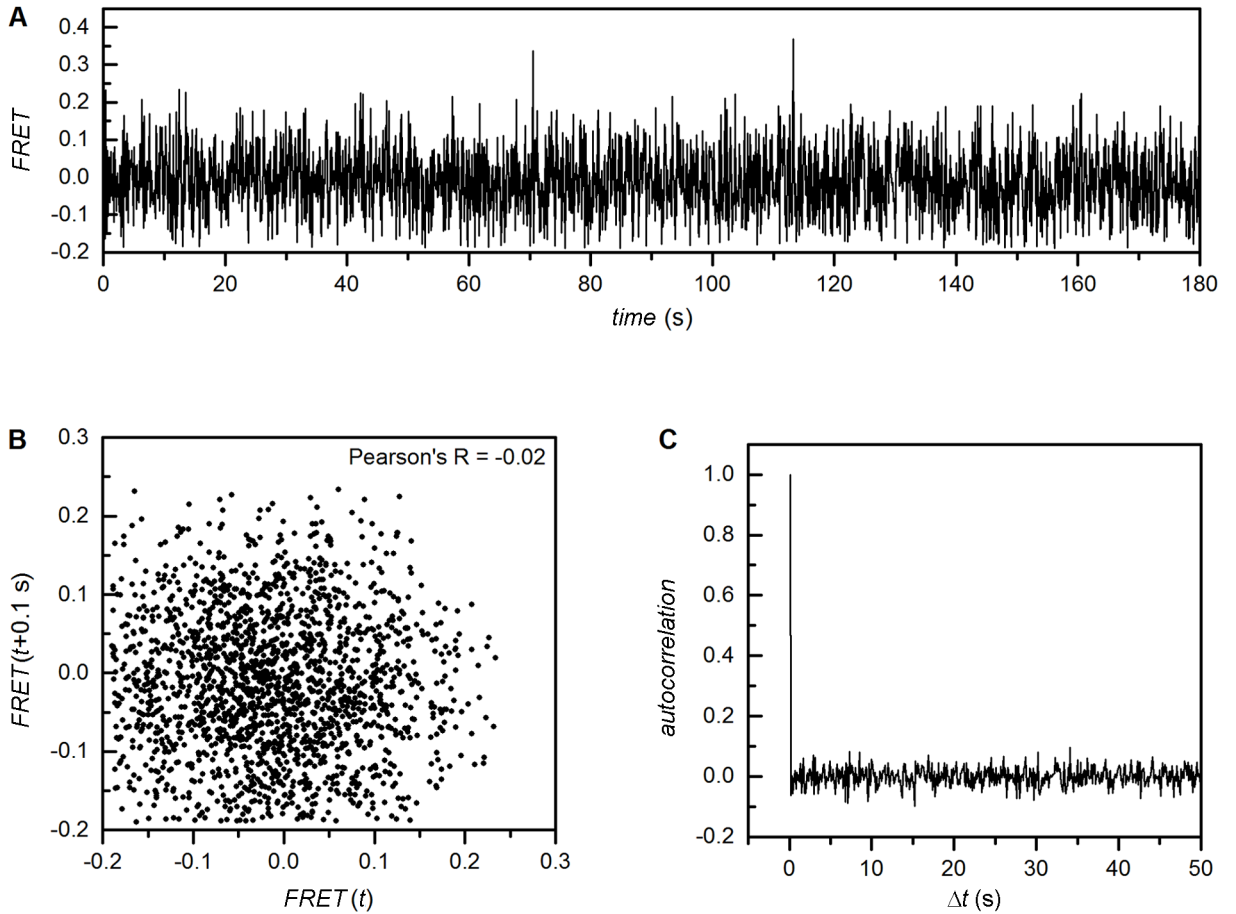 A
0.4
0.3
0.2
0.1
0.0
-0.1
-0.2
FRET
0 20 40 60 80 100 120 140 160 180
time (s)
B
0.3
0.2
0.1
0.0
-0.1
-0.2
FRET(t+0.1 s)
Pearson's R = -0.02
-0.2 -0.1 0.0 0.1 0.2 0.3
FRET(t)
C
1.0
0.8
0.6
0.4
0.2
0.0
-0.2
autocorrelation
0 10 20 30 40 50
Δt (s)